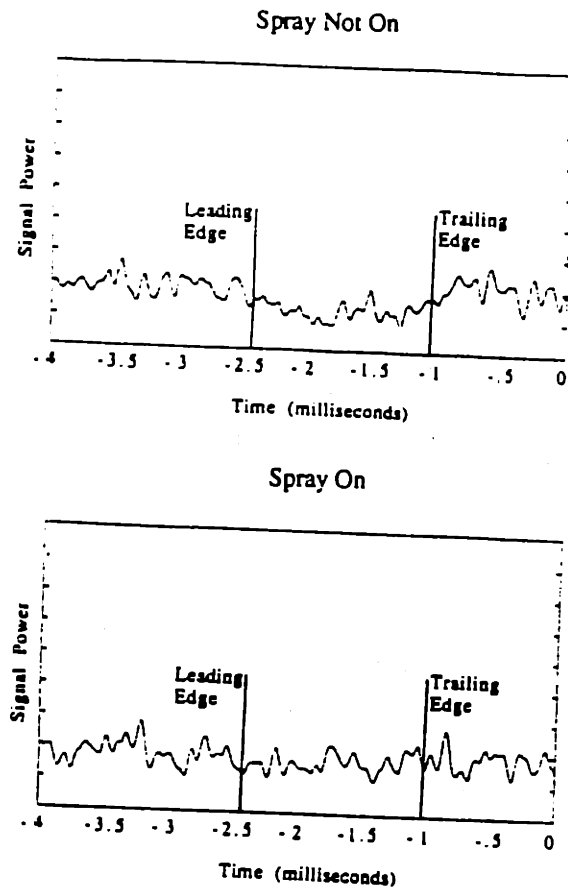 Spray Not On
Signal Power
Leading
Edge
Trailing
Edge
- 4 - 3.5 - 3 - 2.5 - 2 - 1.5 - 1 - .5 0
Time (milliseconds)
Spray On
Signal Power
Leading
Edge
Trailing
Edge
- 4 - 3.5 - 3 - 2.5 - 2 - 1.5 - 1 - .5 0
Time (milliseconds)